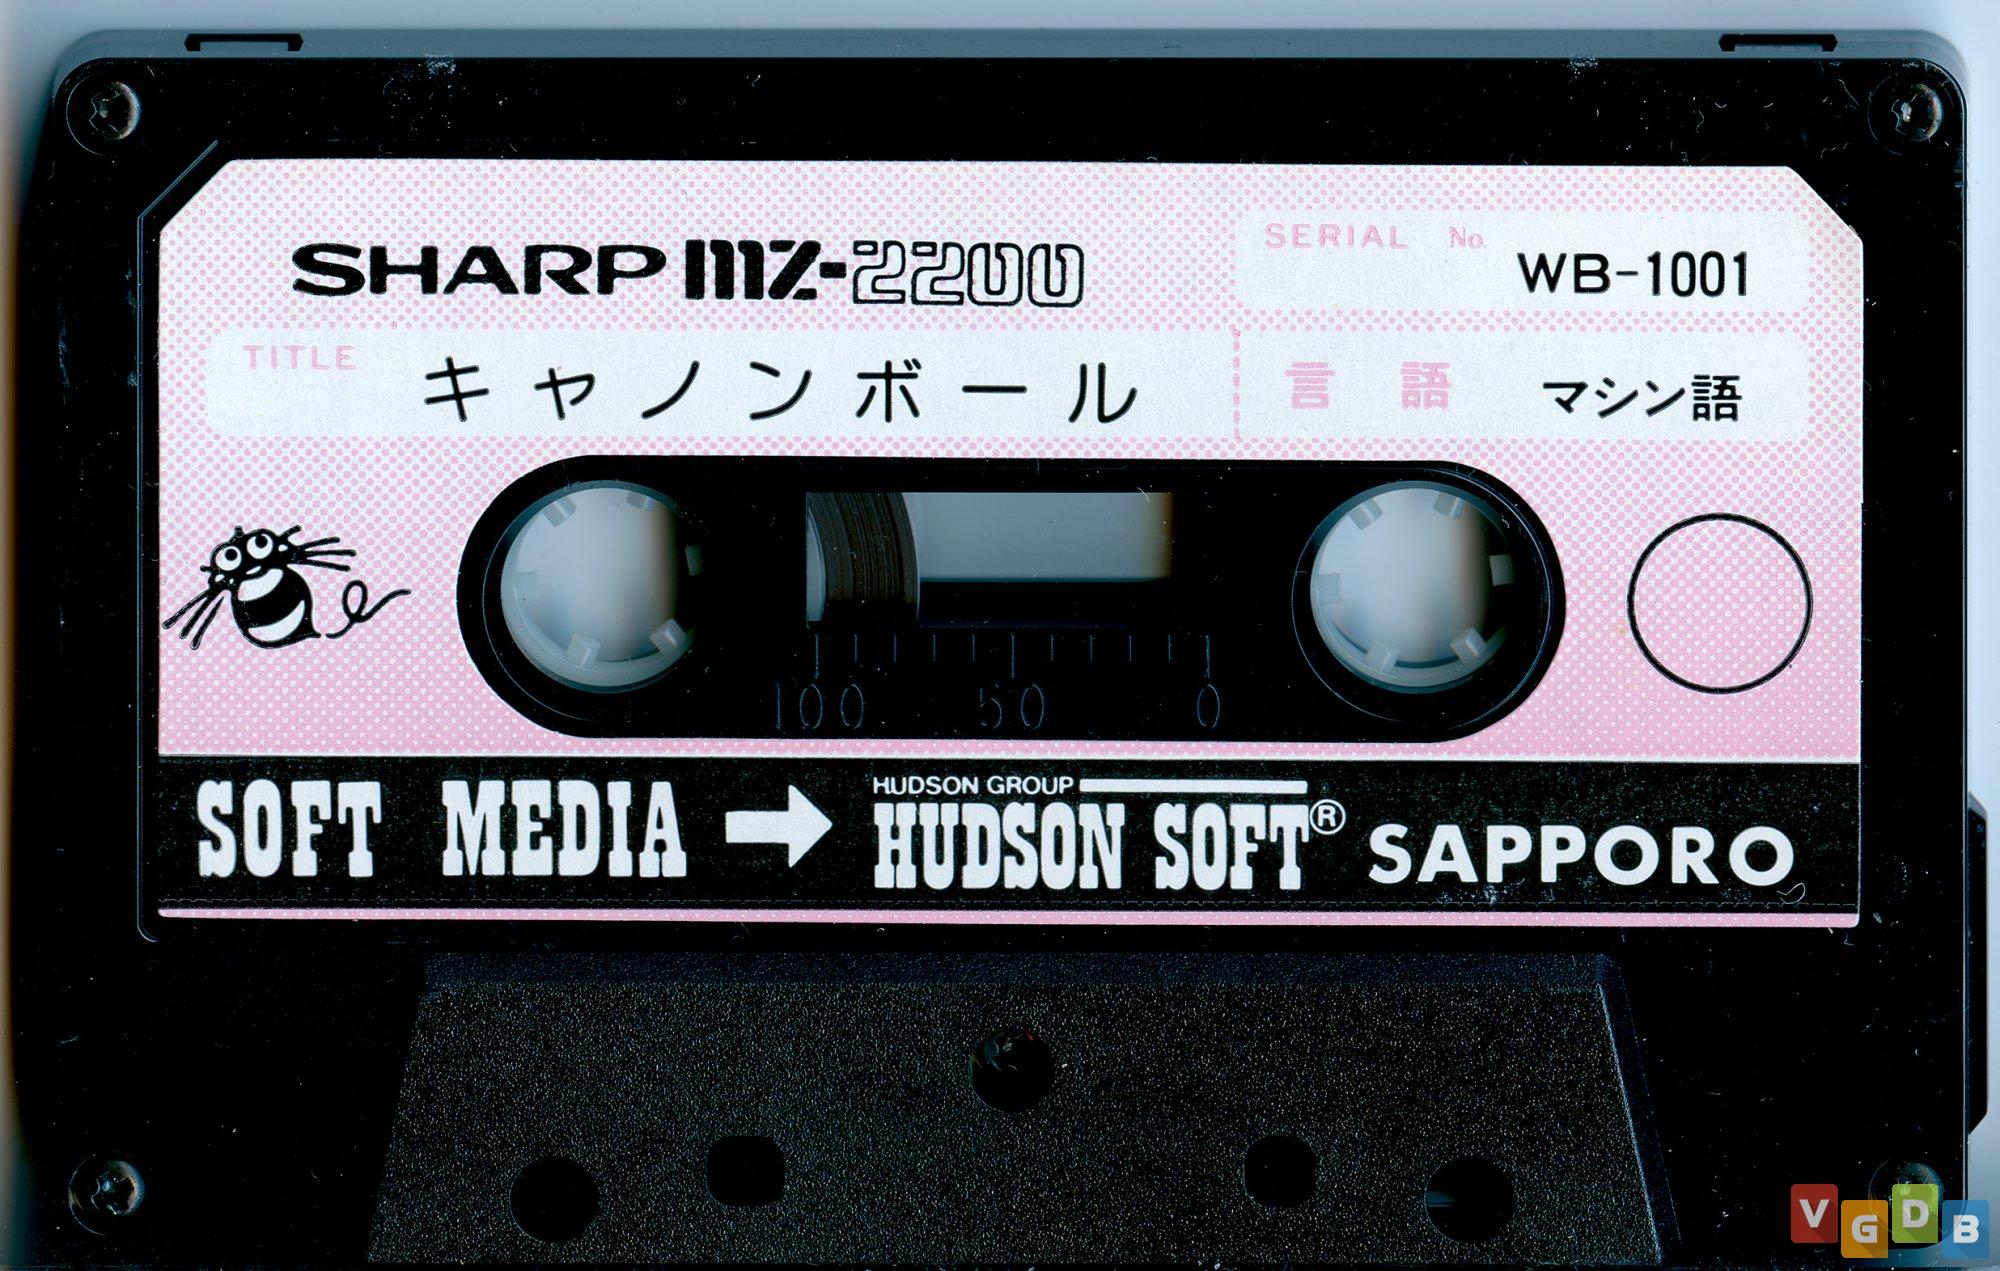 SHARP MZ-2200
SERIAL No. WB-1001
TITLE キャノンボール
言語 マシン語
100 50 0
SOFT MEDIA → HUDSON GROUP
HUDSON SOFT® SAPPORO
VGDB